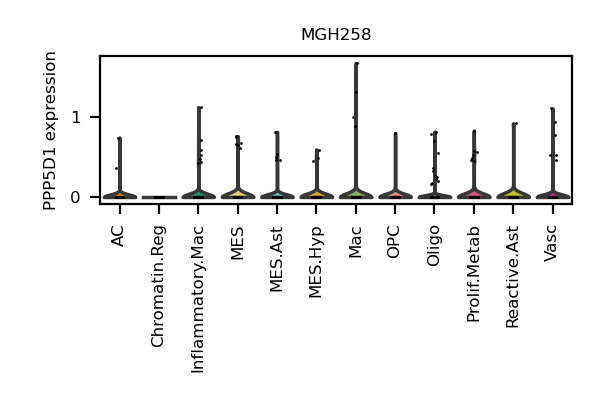 MGH258
PPP5D1 expression
1
0
AC
Chromatin.Reg
Inflammatory.Mac
MES
MES.Ast
MES.Hyp
Mac
OPC
Oligo
Prolif.Metab
Reactive.Ast
Vasc